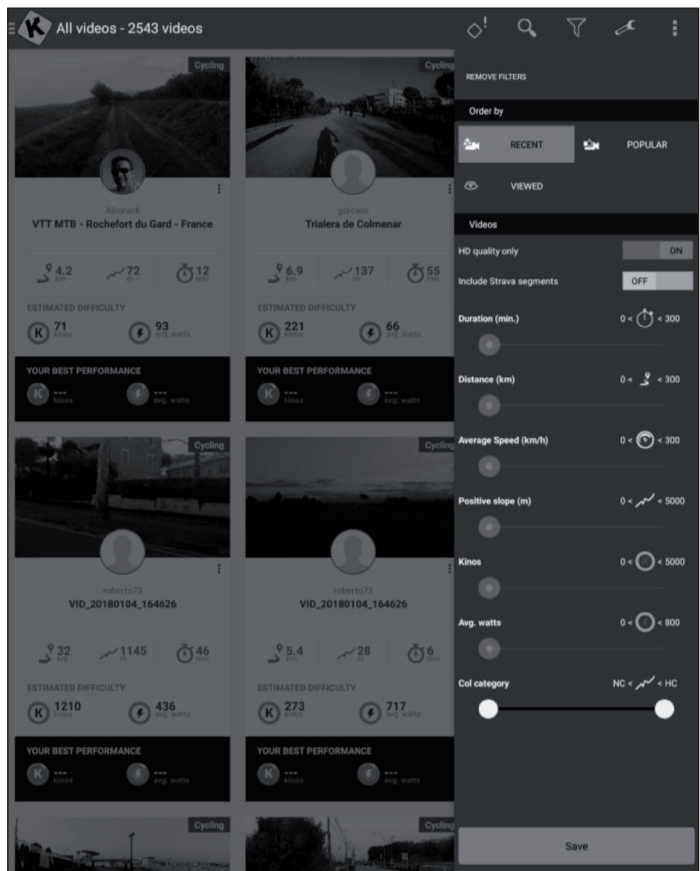 K All videos - 2543 videos
Cycling
Alcorack
VTT MTB - Rochefort du Gard - France
4.2 km 72 m 12 min
ESTIMATED DIFFICULTY
K 71 kinos 93 avg. watts
YOUR BEST PERFORMANCE
K --- kinos --- avg. watts
Cycling
gcrcam
Trialera de Colmenar
6.9 km 137 m 55 min
ESTIMATED DIFFICULTY
K 221 kinos 66 avg. watts
YOUR BEST PERFORMANCE
K --- kinos --- avg. watts
Cycling
roberto73
VID_20180104_164626
32 km 1145 m 46 min
ESTIMATED DIFFICULTY
K 1210 kinos 436 avg. watts
YOUR BEST PERFORMANCE
K --- kinos --- avg. watts
Cycling
roberto73
VID_20180104_164626
5.4 km 28 m 6 min
ESTIMATED DIFFICULTY
K 273 kinos 717 avg. watts
YOUR BEST PERFORMANCE
K --- kinos --- avg. watts
Cycling
Cycling
REMOVE FILTERS
Order by
RECENT POPULAR
VIEWED
Videos
HD quality only ON
Include Strava segments OFF
Duration (min.) 0 < < 300
Distance (km) 0 < < 300
Average Speed (km/h) 0 < < 300
Positive slope (m) 0 < < 5000
Kinos 0 < < 5000
Avg. watts 0 < < 800
Col category NC < < HC
Save